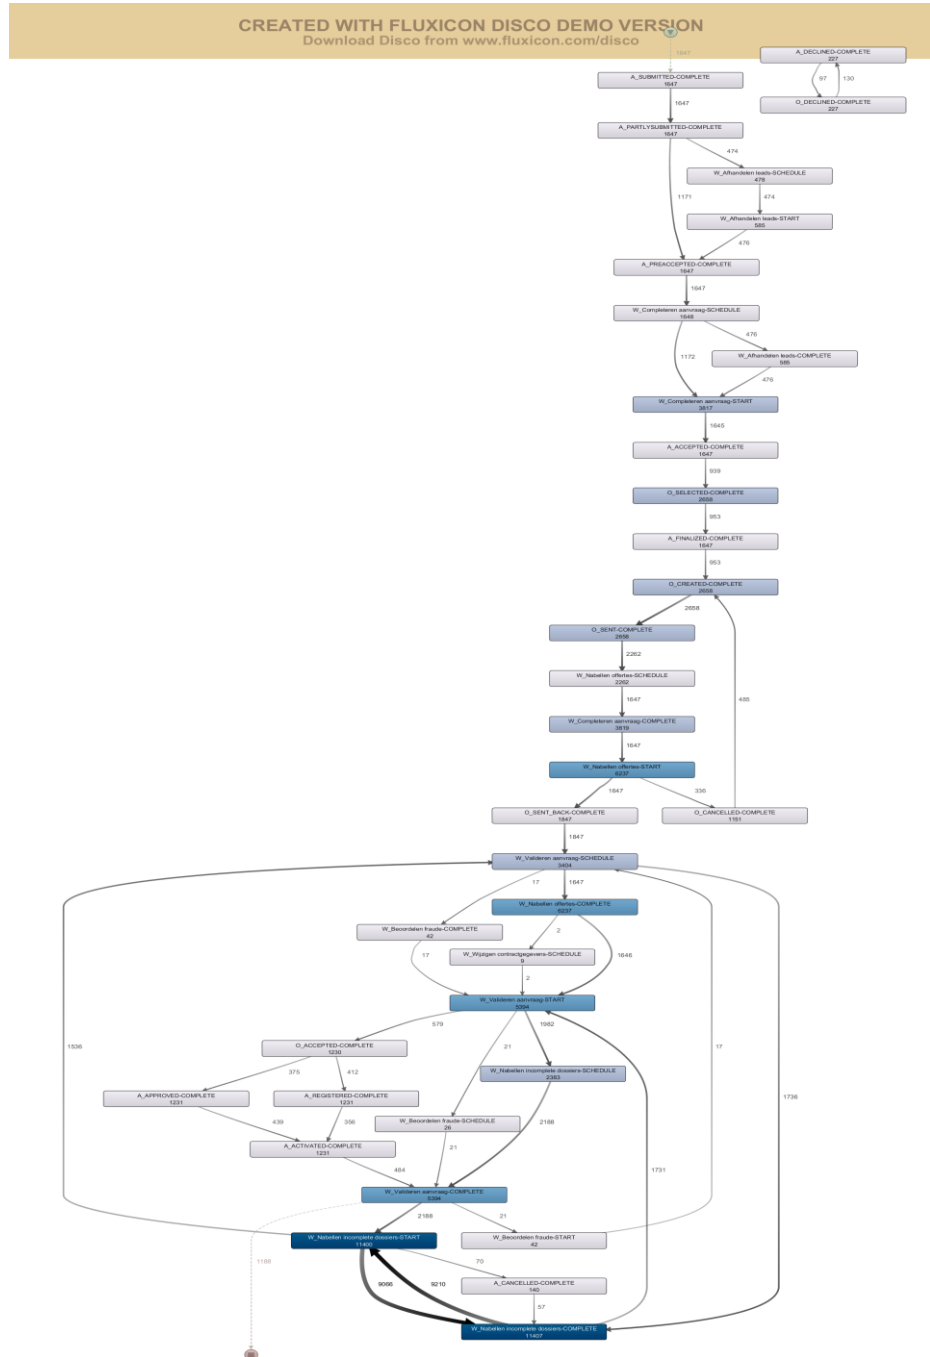 CREATED WITH FLUXICON DISCO DEMO VERSION
Download Disco from www.fluxicon.com/disco
1647
A_DECLINED-COMPLETE
227
97
130
O_DECLINED-COMPLETE
227
A_SUBMITTED-COMPLETE
1647
1647
A_PARTLYSUBMITTED-COMPLETE
1647
474
W_Afhandelen leads-SCHEDULE
478
1171
474
W_Afhandelen leads-START
585
476
A_PREACCEPTED-COMPLETE
1647
1647
W_Completeren aanvraag-SCHEDULE
1648
476
1172
W_Afhandelen leads-COMPLETE
585
476
W_Completeren aanvraag-START
3817
1645
A_ACCEPTED-COMPLETE
1647
939
O_SELECTED-COMPLETE
2658
953
A_FINALIZED-COMPLETE
1647
953
O_CREATED-COMPLETE
2658
2658
O_SENT-COMPLETE
2658
2262
W_Nabellen offertes-SCHEDULE
2262
485
1647
W_Completeren aanvraag-COMPLETE
3819
1647
W_Nabellen offertes-START
6237
1847
336
O_SENT_BACK-COMPLETE
1847
O_CANCELLED-COMPLETE
1151
1847
W_Valideren aanvraag-SCHEDULE
3404
17
1647
W_Nabellen offertes-COMPLETE
6237
W_Beoordelen fraude-COMPLETE
42
2
17
W_Wijzigen contractgegevens-SCHEDULE
9
1646
2
W_Valideren aanvraag-START
5394
579
1982
1536
O_ACCEPTED-COMPLETE
1230
21
17
375
412
W_Nabellen incomplete dossiers-SCHEDULE
2383
A_APPROVED-COMPLETE
1231
A_REGISTERED-COMPLETE
1231
1736
439
356
W_Beoordelen fraude-SCHEDULE
26
2188
A_ACTIVATED-COMPLETE
1231
21
484
1731
W_Valideren aanvraag-COMPLETE
5394
2188
21
W_Nabellen incomplete dossiers-START
11400
W_Beoordelen fraude-START
42
70
9066
9210
A_CANCELLED-COMPLETE
140
57
W_Nabellen incomplete dossiers-COMPLETE
11407